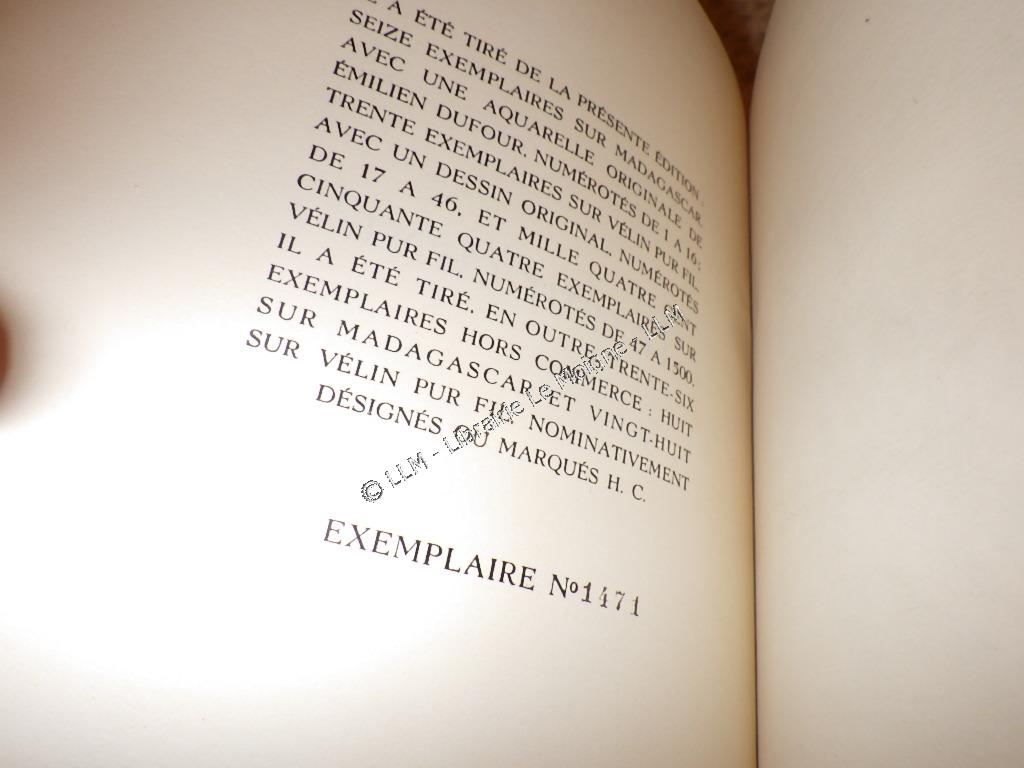 IL A ÉTÉ TIRÉ DE LA PRÉSENTE ÉDITION :
SEIZE EXEMPLAIRES SUR MADAGASCAR
AVEC UNE AQUARELLE ORIGINALE DE
ÉMILIEN DUFOUR, NUMÉROTÉS DE 1 A 16;
TRENTE EXEMPLAIRES SUR VÉLIN PUR FIL,
AVEC UN DESSIN ORIGINAL, NUMÉROTÉS
DE 17 A 46, ET MILLE QUATRE CENT
CINQUANTE QUATRE EXEMPLAIRES SUR
VÉLIN PUR FIL, NUMÉROTÉS DE 47 A 1500.
IL A ÉTÉ TIRÉ, EN OUTRE, TRENTE-SIX
EXEMPLAIRES HORS COMMERCE : HUIT
SUR MADAGASCAR ET VINGT-HUIT
SUR VÉLIN PUR FIL, NOMINATIVEMENT
DÉSIGNÉS OU MARQUÉS H. C.
EXEMPLAIRE Nº 1471
© LLM - Librairie Le Moline - LLM